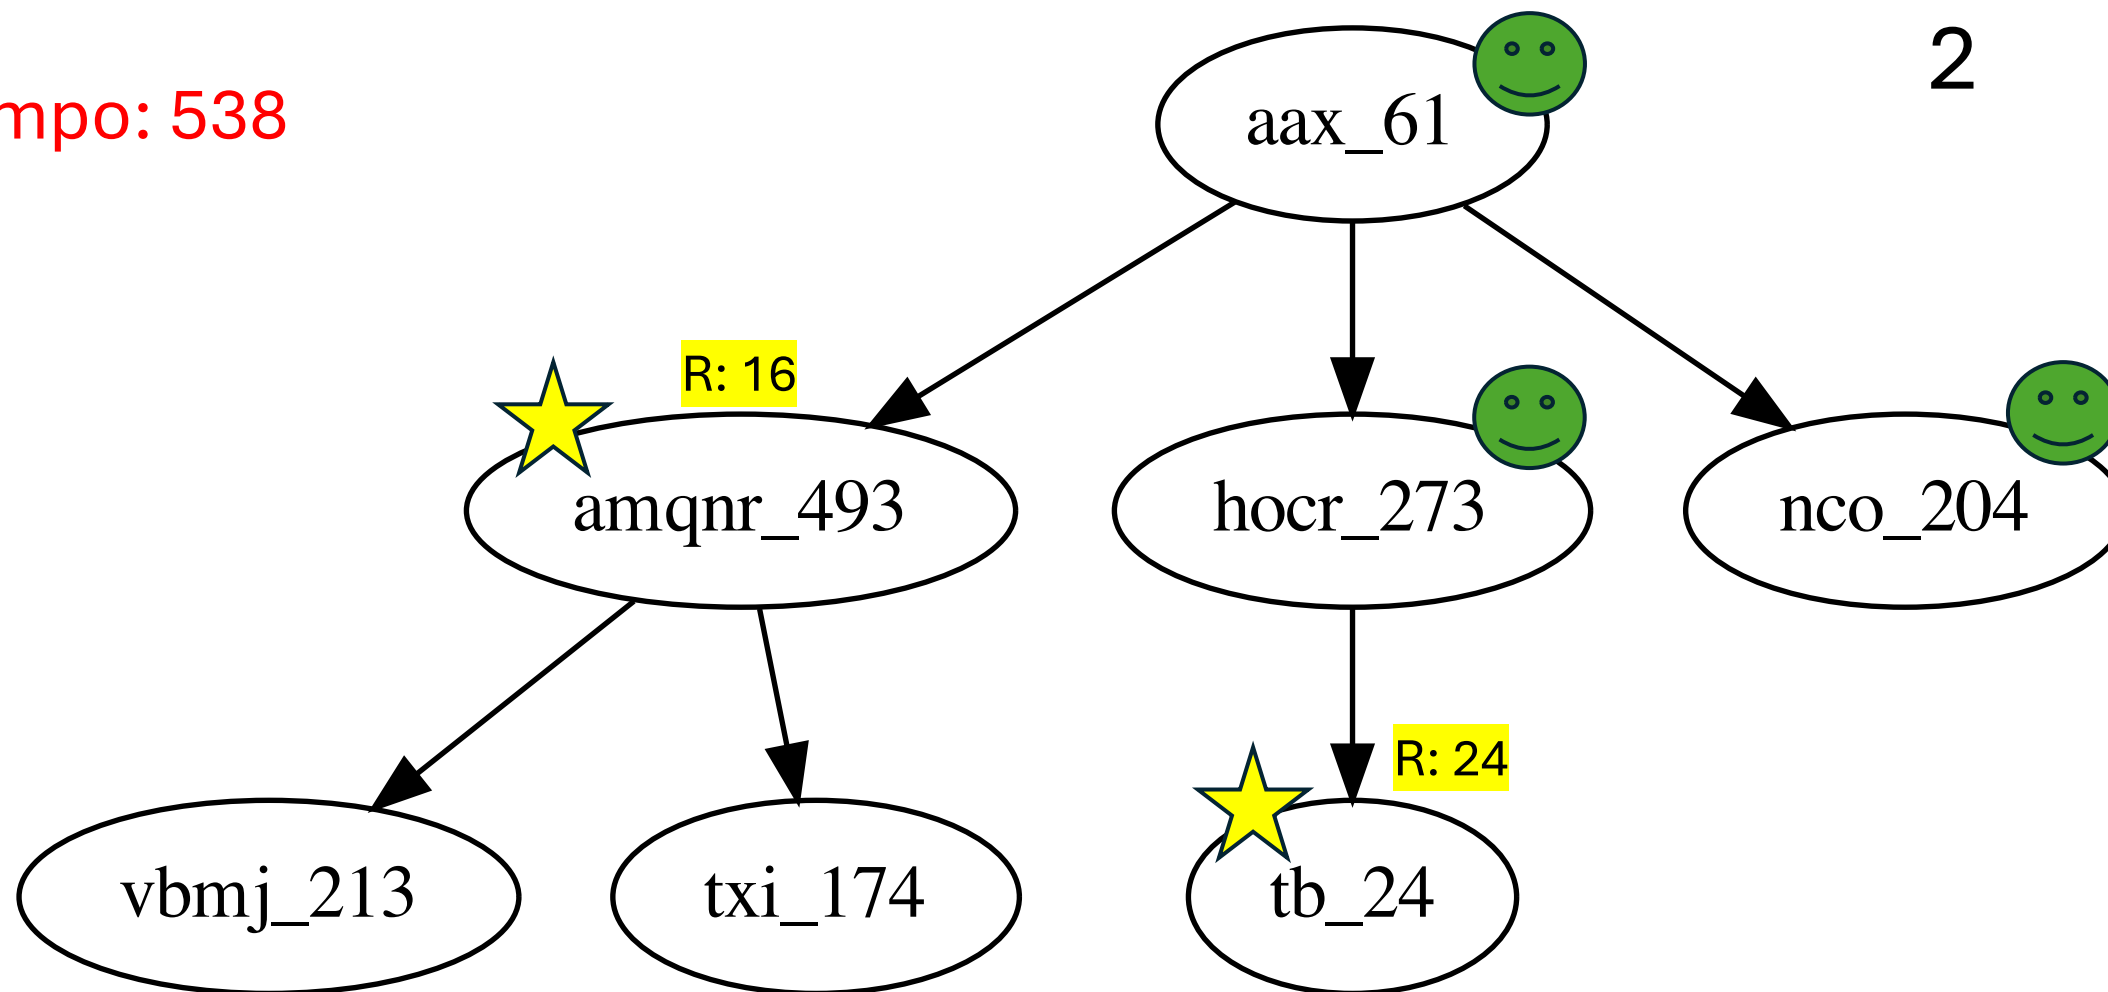 2
mpo: 538
aax_61
R: 16
amqnr_493
hocr_273
nco_204
R: 24
vbmj_213
txi_174
tb_24